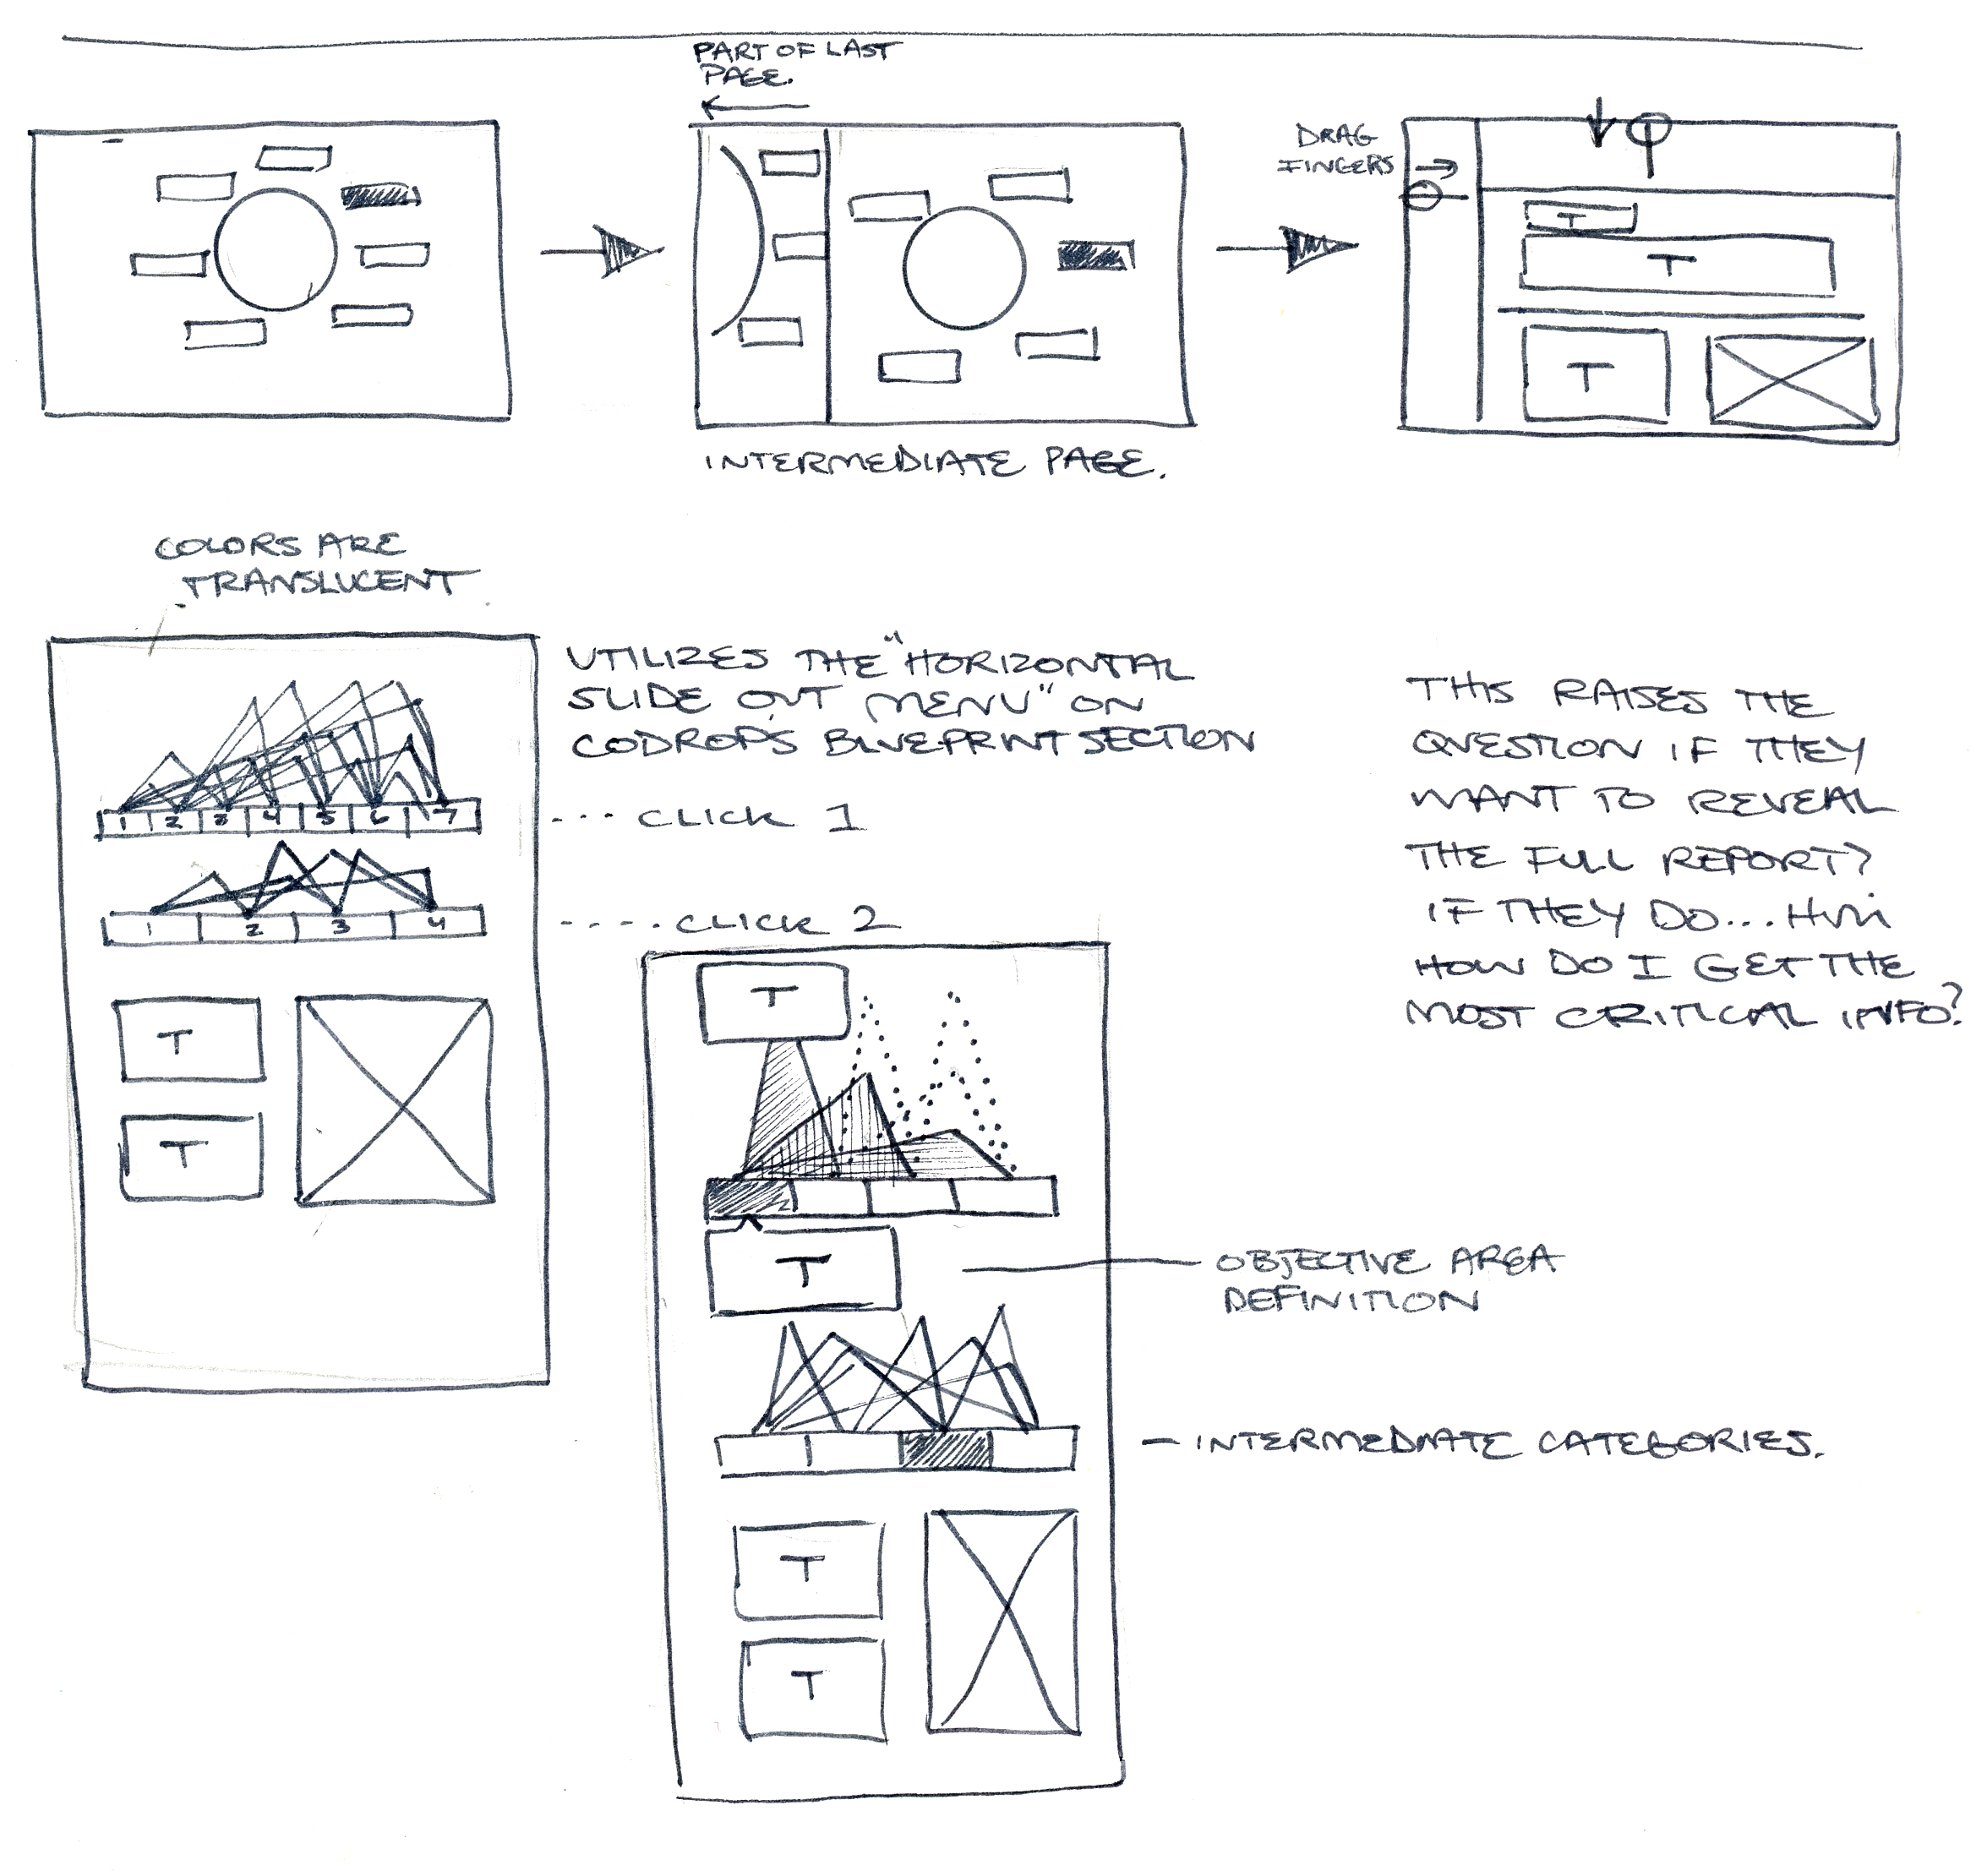 PART OF LAST
PAGE.
DRAG
FINGERS
T
T
T
INTERMEDIATE PAGE.
COLORS ARE
TRANSLUCENT
UTILIZES THE "HORIZONTAL
SLIDE OUT MENU" ON
CODROPS BLUEPRINT SECTION
1 2 3 4 5 6 7
... CLICK 1
1 2 3 4
.... CLICK 2
T
T
THIS RAISES THE
QUESTION IF THEY
WANT TO REVEAL
THE FULL REPORT?
IF THEY DO... HMM
HOW DO I GET THE
MOST CRITICAL INFO?
T
T
OBJECTIVE AREA
DEFINITION
- INTERMEDIATE CATEGORIES.
T
T